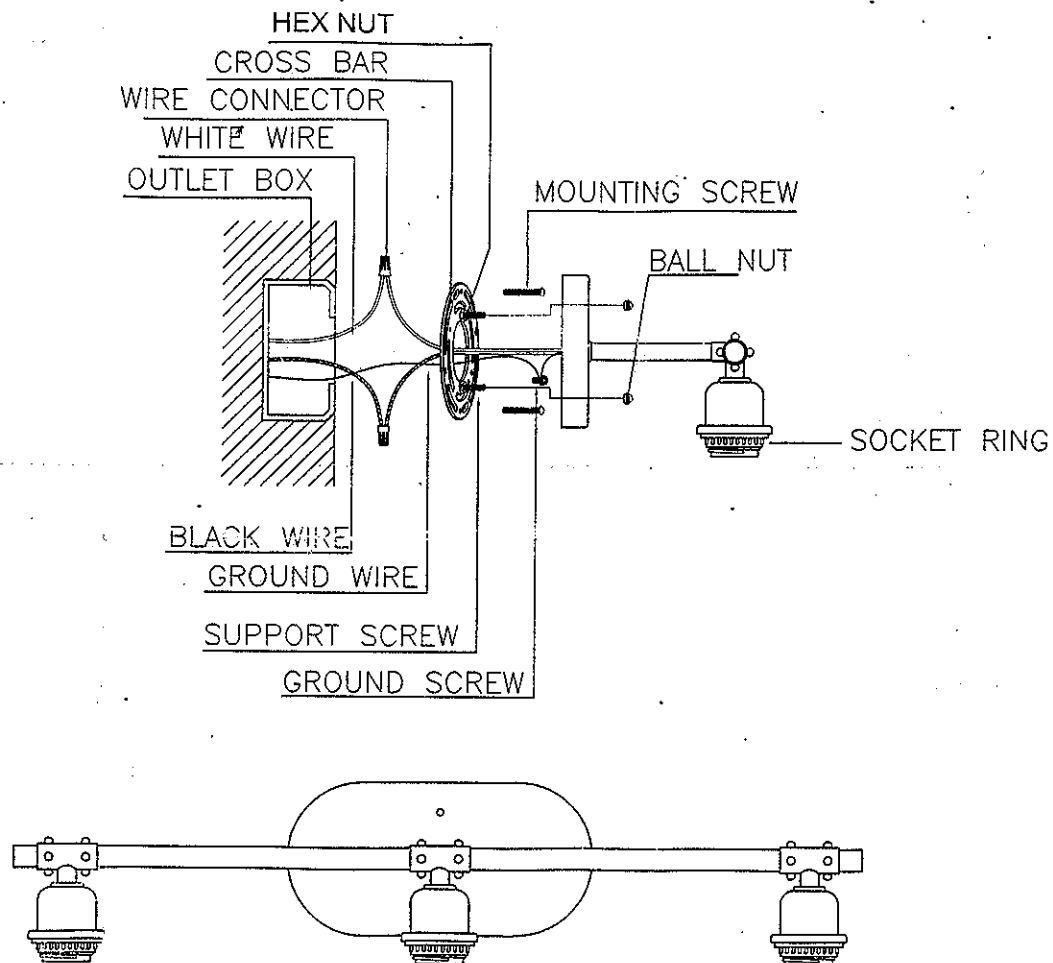 HEX NUT
CROSS BAR
WIRE CONNECTOR
WHITE WIRE
OUTLET BOX
MOUNTING SCREW
BALL NUT
SOCKET RING
BLACK WIRE
GROUND WIRE
SUPPORT SCREW
GROUND SCREW